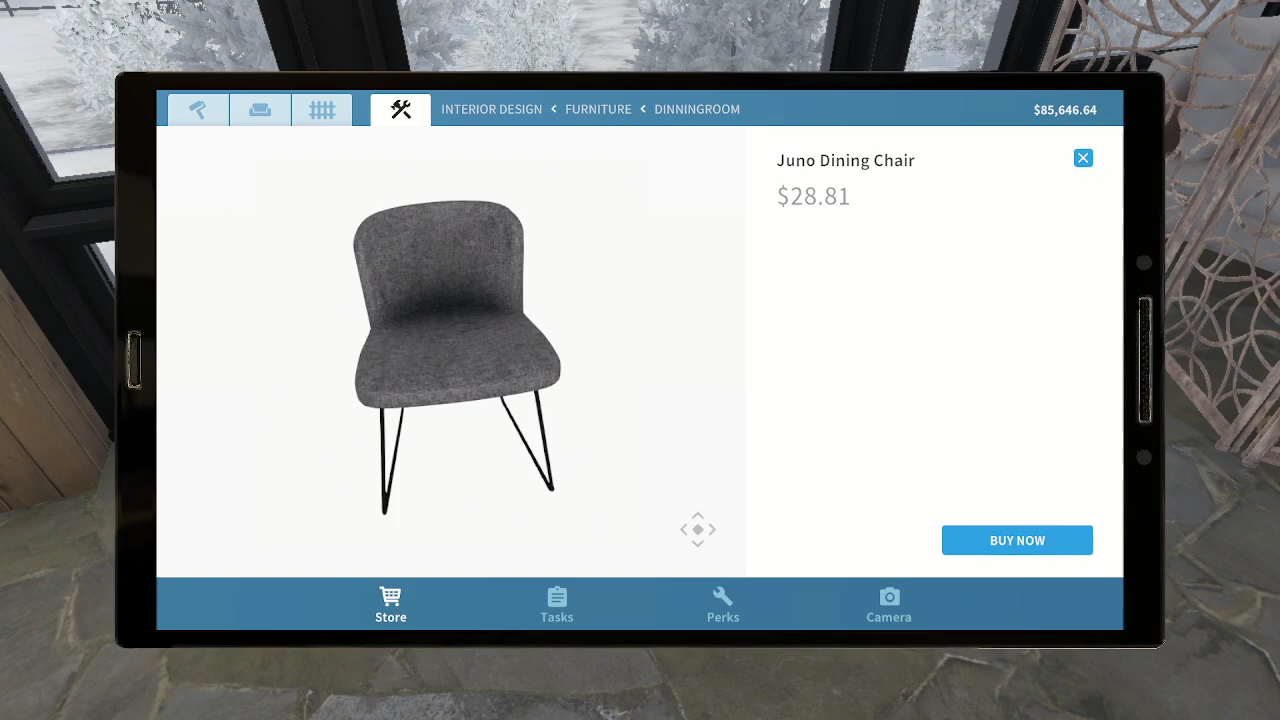 INTERIOR DESIGN < FURNITURE < DINNINGROOM
$85,646.64
Juno Dining Chair
$28.81
BUY NOW
Store
Tasks
Perks
Camera